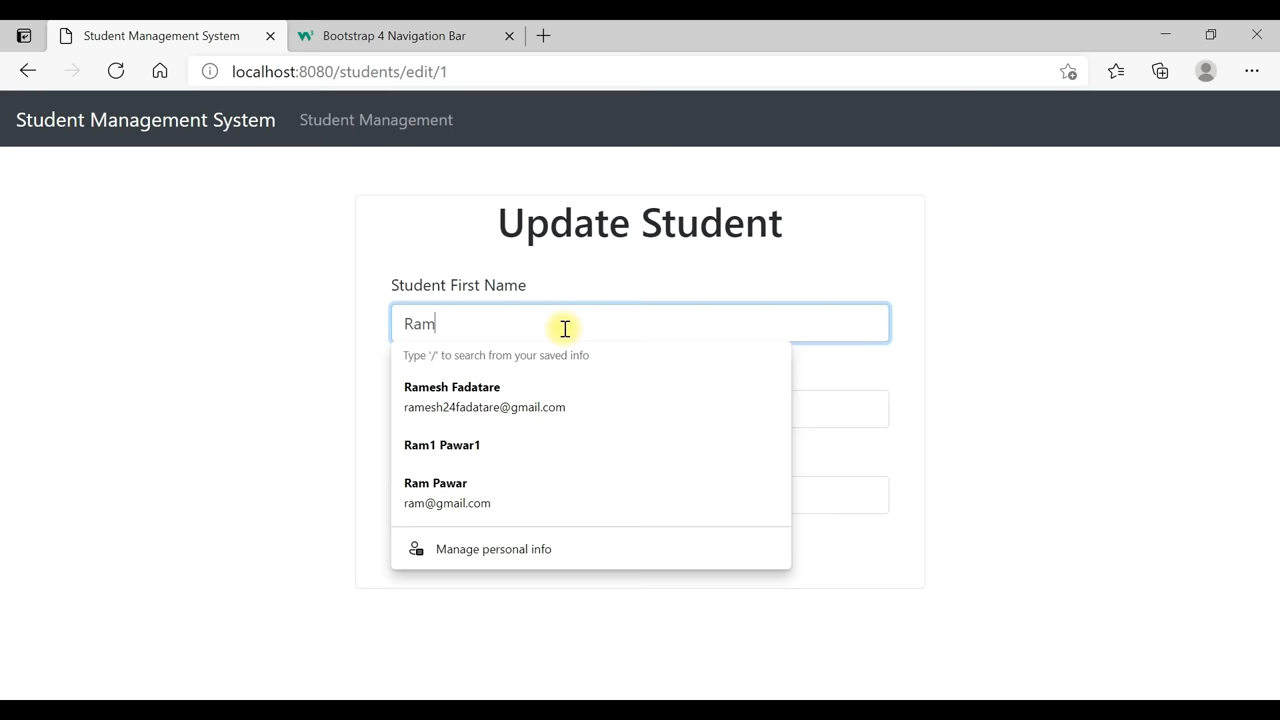 Student Management System
Bootstrap 4 Navigation Bar
localhost:8080/students/edit/1
Student Management System Student Management
Update Student
Student First Name
Ram
Type '/' to search from your saved info
Ramesh Fadatare
ramesh24fadatare@gmail.com
Ram1 Pawar1
Ram Pawar
ram@gmail.com
Manage personal info